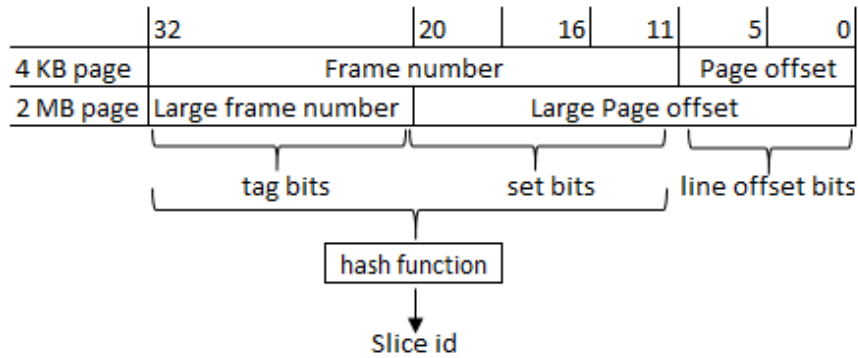 32 20 16 11 5 0
4 KB page Frame number Page offset
2 MB page Large frame number Large Page offset
tag bits set bits line offset bits
hash function
Slice id